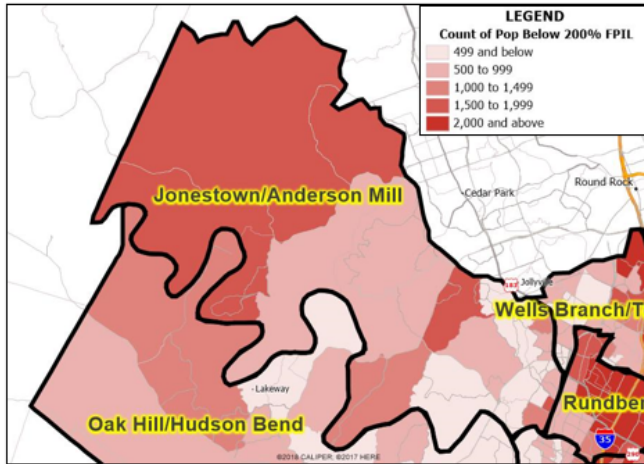 LEGEND
Count of Pop Below 200% FPIL
499 and below
500 to 999
1,000 to 1,499
1,500 to 1,999
2,000 and above
Jonestown/Anderson Mill
Cedar Park
Round Rock
183
Jollyville
Wells Branch/T
Lakeway
Rundber
Oak Hill/Hudson Bend
35
290
©2018 CALIPER; ©2017 HERE